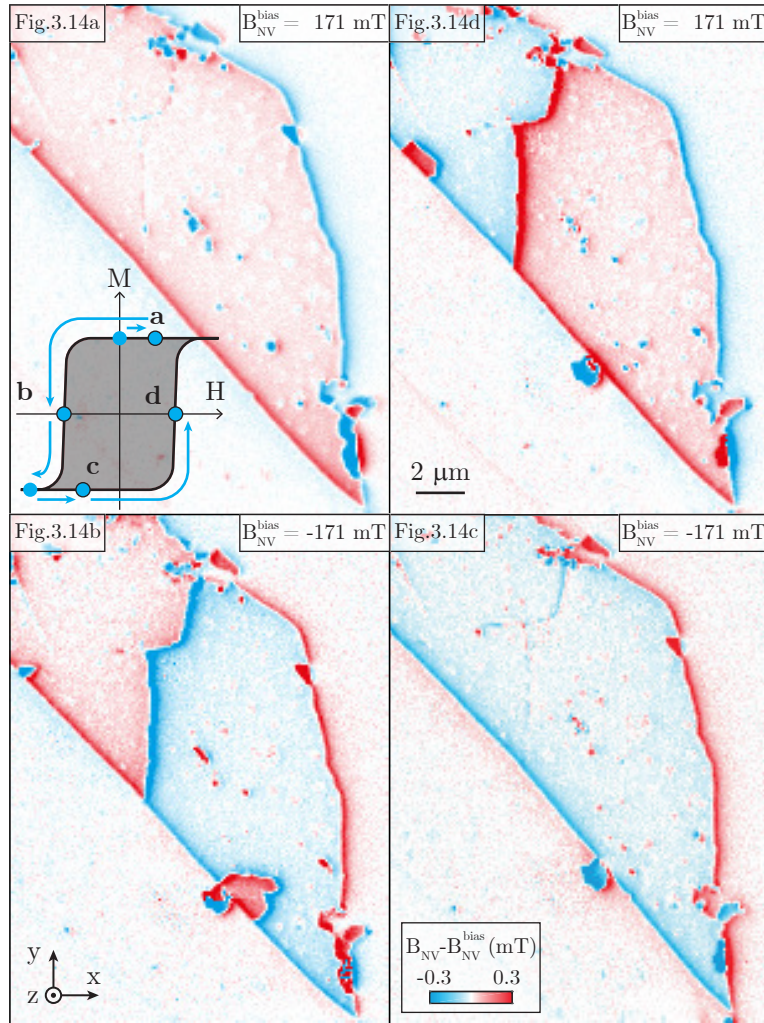 Fig.3.14a
B_NV^bias = 171 mT
Fig.3.14d
B_NV^bias = 171 mT
M
a
b
d
H
c
2 μm
Fig.3.14b
B_NV^bias = -171 mT
Fig.3.14c
B_NV^bias = -171 mT
y
x
z
B_NV-B_NV^bias (mT)
-0.3 0.3